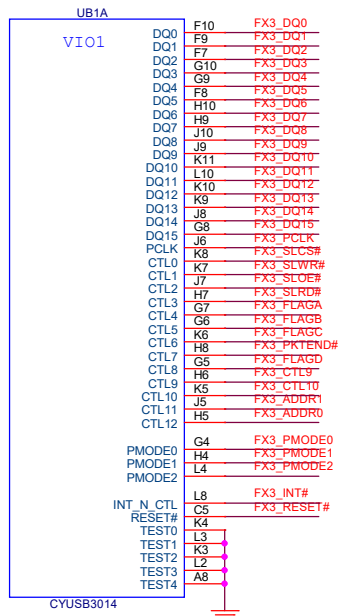 UB1A
VIO1
DQ0 F10 FX3_DQ0
DQ1 F9 FX3_DQ1
DQ2 F7 FX3_DQ2
DQ3 G10 FX3_DQ3
DQ4 G9 FX3_DQ4
DQ5 F8 FX3_DQ5
DQ6 H10 FX3_DQ6
DQ7 H9 FX3_DQ7
DQ8 J10 FX3_DQ8
DQ9 J9 FX3_DQ9
DQ10 K11 FX3_DQ10
DQ11 L10 FX3_DQ11
DQ12 K10 FX3_DQ12
DQ13 K9 FX3_DQ13
DQ14 J8 FX3_DQ14
DQ15 G8 FX3_DQ15
PCLK J6 FX3_PCLK
CTL0 K8 FX3_SLCS#
CTL1 K7 FX3_SLWR#
CTL2 J7 FX3_SLOE#
CTL3 H7 FX3_SLRD#
CTL4 G7 FX3_FLAGA
CTL5 G6 FX3_FLAGB
CTL6 K6 FX3_FLAGC
CTL7 H8 FX3_PKTEND#
CTL8 G5 FX3_FLAGD
CTL9 H6 FX3_CTL9
CTL10 K5 FX3_CTL10
CTL11 J5 FX3_ADDR1
CTL12 H5 FX3_ADDR0
PMODE0 G4 FX3_PMODE0
PMODE1 H4 FX3_PMODE1
PMODE2 L4 FX3_PMODE2
INT_N_CTL L8 FX3_INT#
RESET# C5 FX3_RESET#
TEST0 K4
TEST1 L3
TEST2 K3
TEST3 L2
TEST4 A8
CYUSB3014